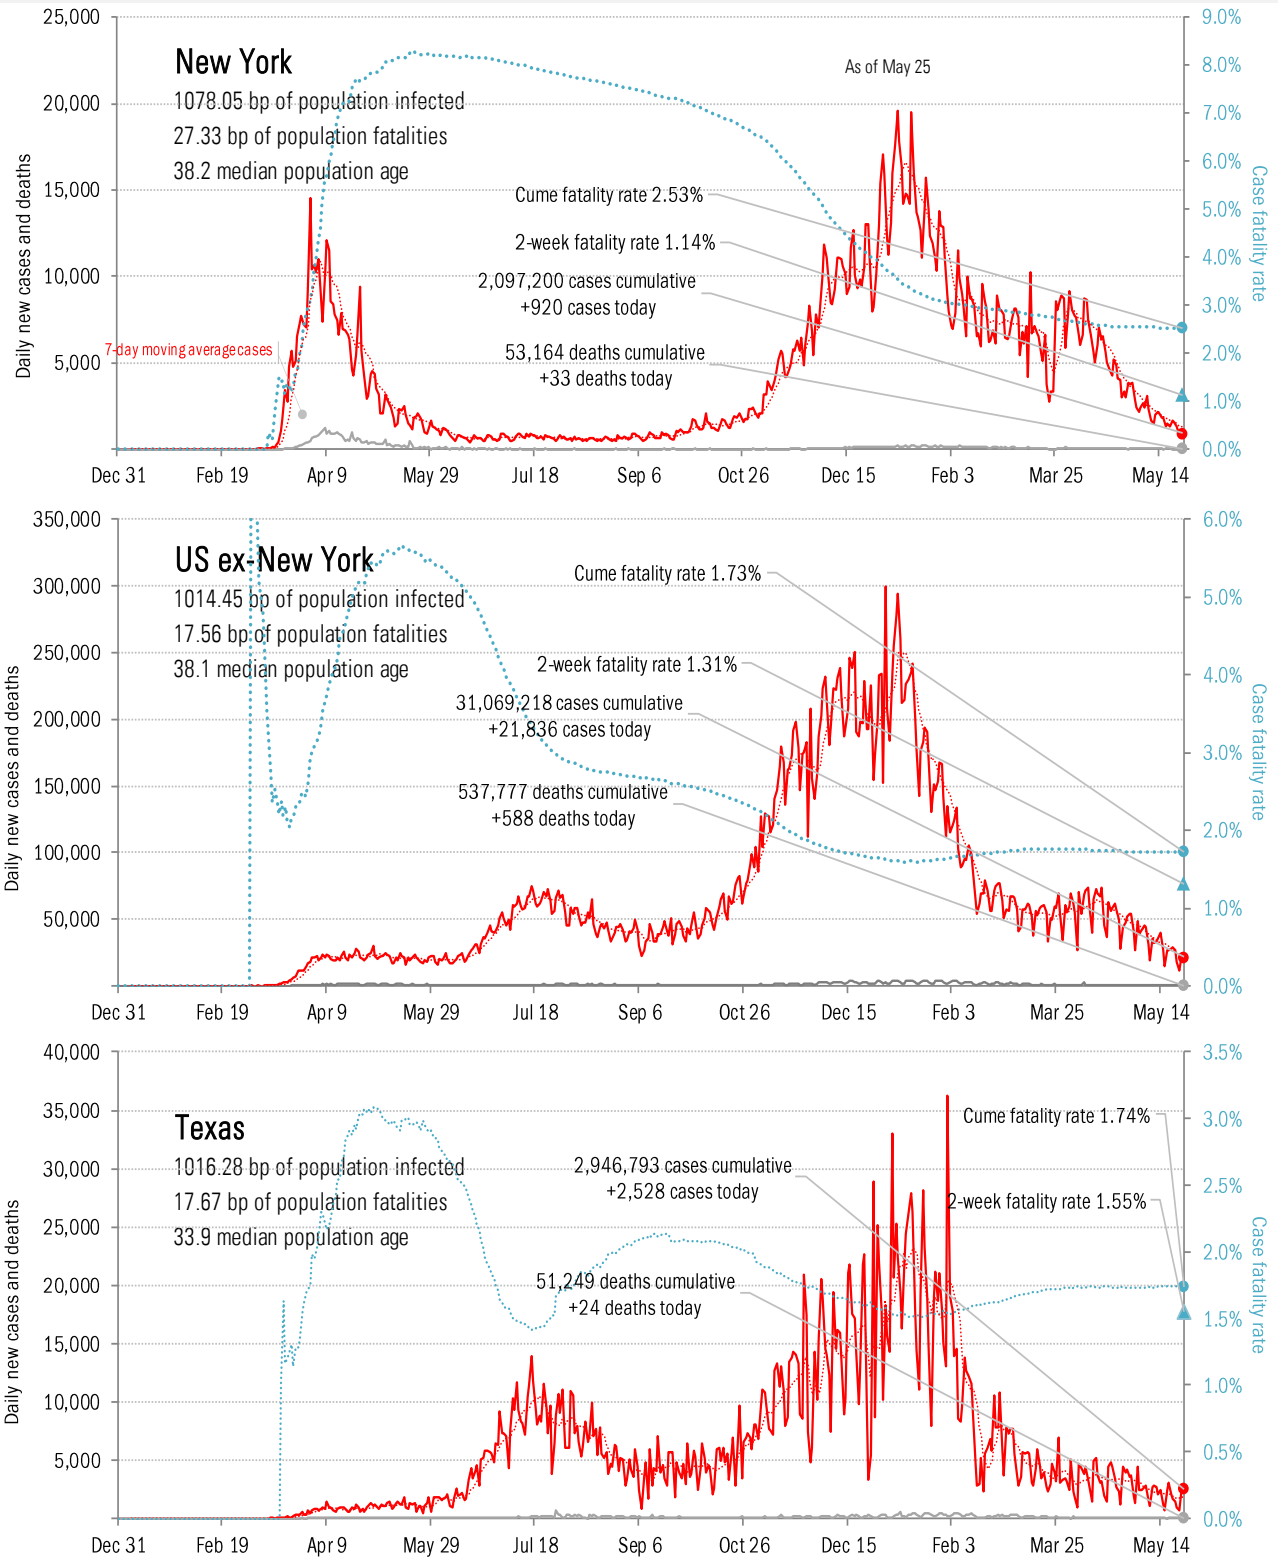 25,000
20,000
15,000
10,000
5,000
Daily new cases and deaths
9.0%
8.0%
7.0%
6.0%
5.0%
4.0%
3.0%
2.0%
1.0%
0.0%
Case fatality rate
New York
1078.05 bp of population infected
27.33 bp of population fatalities
38.2 median population age
As of May 25
Cume fatality rate 2.53%
2-week fatality rate 1.14%
2,097,200 cases cumulative
+920 cases today
53,164 deaths cumulative
+33 deaths today
7-day moving average cases
Dec 31 Feb 19 Apr 9 May 29 Jul 18 Sep 6 Oct 26 Dec 15 Feb 3 Mar 25 May 14
350,000
300,000
250,000
200,000
150,000
100,000
50,000
Daily new cases and deaths
6.0%
5.0%
4.0%
3.0%
2.0%
1.0%
0.0%
Case fatality rate
US ex-New York
1014.45 bp of population infected
17.56 bp of population fatalities
38.1 median population age
Cume fatality rate 1.73%
2-week fatality rate 1.31%
31,069,218 cases cumulative
+21,836 cases today
537,777 deaths cumulative
+588 deaths today
Dec 31 Feb 19 Apr 9 May 29 Jul 18 Sep 6 Oct 26 Dec 15 Feb 3 Mar 25 May 14
40,000
35,000
30,000
25,000
20,000
15,000
10,000
5,000
Daily new cases and deaths
3.5%
3.0%
2.5%
2.0%
1.5%
1.0%
0.5%
0.0%
Case fatality rate
Texas
1016.28 bp of population infected
17.67 bp of population fatalities
33.9 median population age
Cume fatality rate 1.74%
2,946,793 cases cumulative
+2,528 cases today
2-week fatality rate 1.55%
51,249 deaths cumulative
+24 deaths today
Dec 31 Feb 19 Apr 9 May 29 Jul 18 Sep 6 Oct 26 Dec 15 Feb 3 Mar 25 May 14